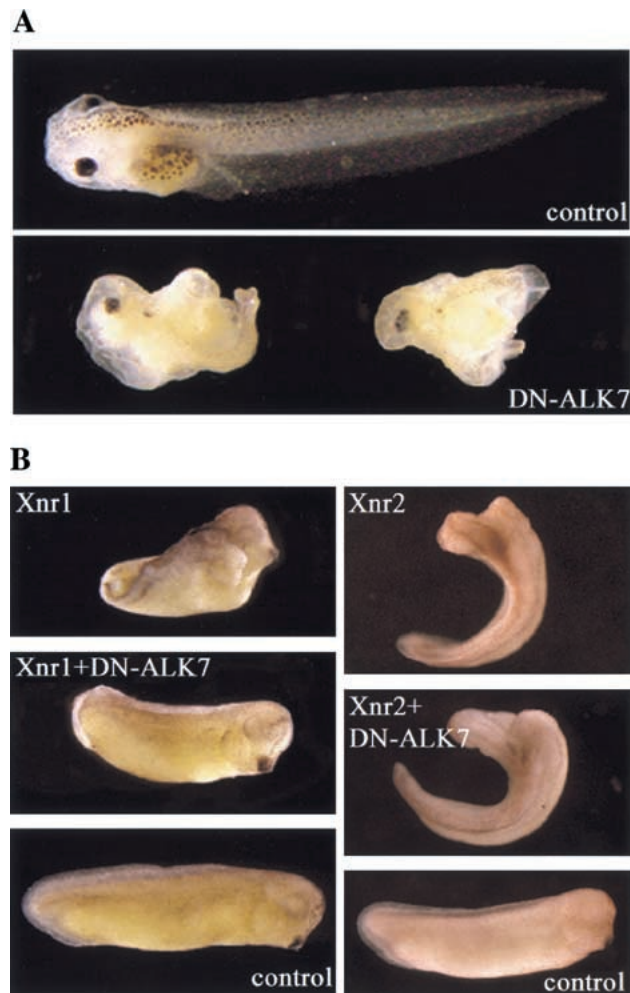 A
control
DN-ALK7
B
Xnr1
Xnr2
Xnr1+DN-ALK7
Xnr2+
DN-ALK7
control
control